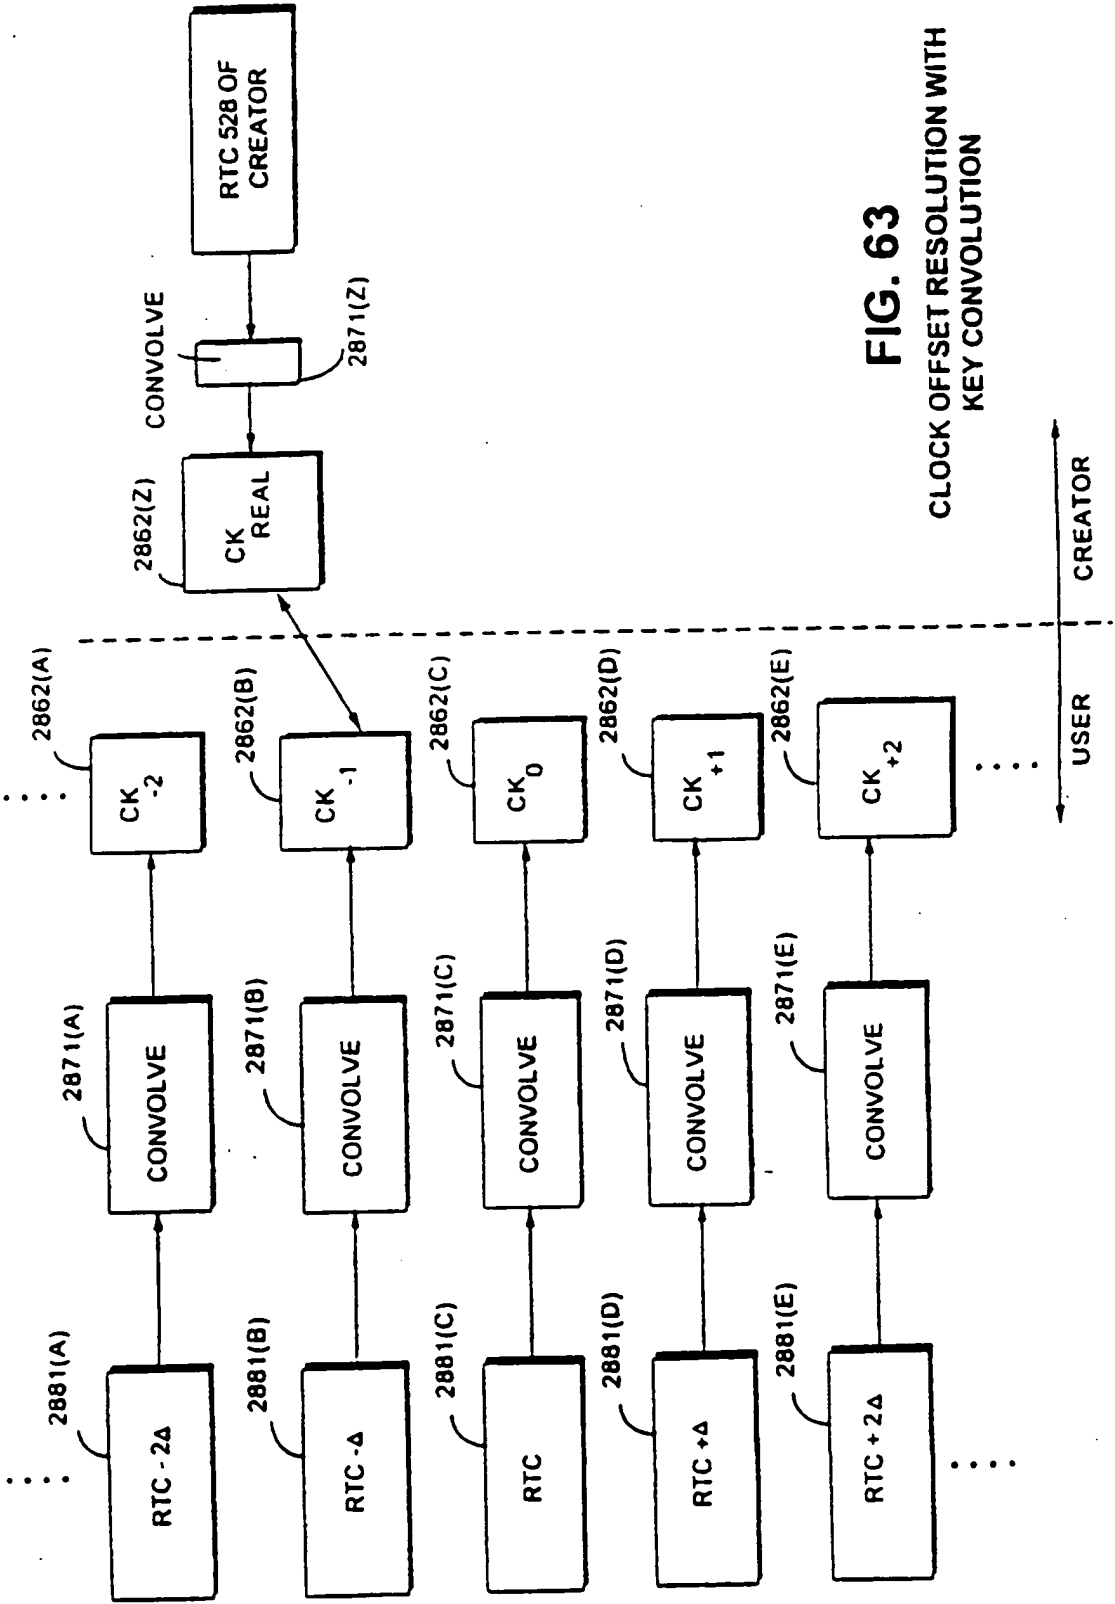 2881(A)
RTC - 2Δ
2871(A)
CONVOLVE
2862(A)
CK -2
2881(B)
RTC -Δ
2871(B)
CONVOLVE
2862(B)
CK -1
2881(C)
RTC
2871(C)
CONVOLVE
2862(C)
CK 0
2881(D)
RTC +Δ
2871(D)
CONVOLVE
2862(D)
CK +1
2881(E)
RTC + 2Δ
2871(E)
CONVOLVE
2862(E)
CK +2
2862(Z)
CK REAL
CONVOLVE
2871(Z)
RTC 528 OF
CREATOR
USER
CREATOR
FIG. 63
CLOCK OFFSET RESOLUTION WITH
KEY CONVOLUTION